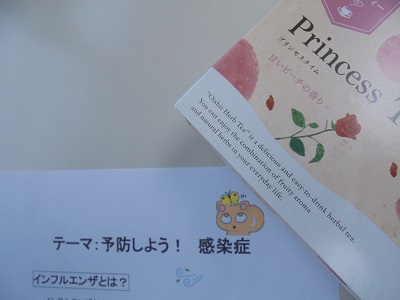 Princess T
プリンセスタイム
ー甘いピーチの香りー
"Oishii Herb Tea" is a delicious and easy-to-drink herbal tea.
You can enjoy the combination of fruity aroma
and natural herbs in your everyday life.
テーマ：予防しよう！ 感染症
インフルエンザとは？